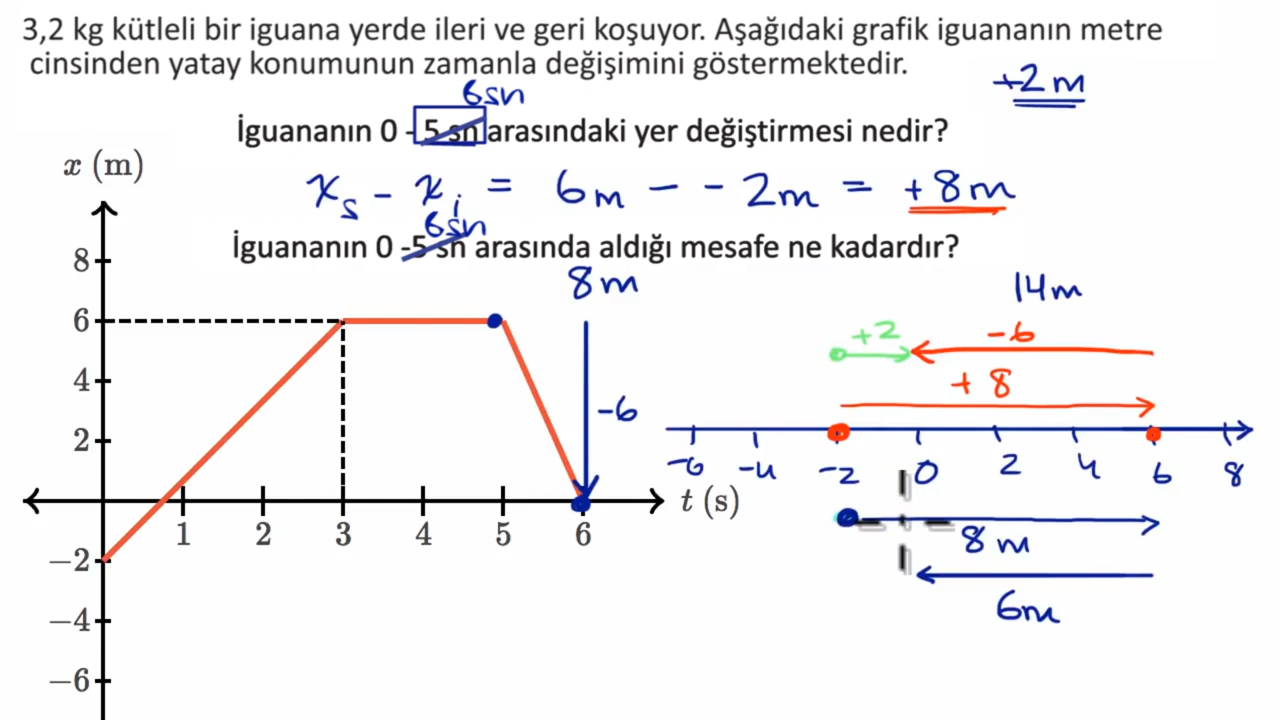 3,2 kg kütleli bir iguana yerde ileri ve geri koşuyor. Aşağıdaki grafik iguananın metre
cinsinden yatay konumunun zamanla değişimini göstermektedir.
+2 m
6sn
İguananın 0 - 5 sn arasındaki yer değiştirmesi nedir?
x (m)
x_s - x_i = 6m - - 2m = +8m
6sn
İguananın 0 -5 sn arasında aldığı mesafe ne kadardır?
8m
14m
8
6
4
2
-2
-4
-6
1 2 3 4 5 6
t (s)
-6
+2
-6
+ 8
-6 -4 -2 0 2 4 6 8
8 m
6m